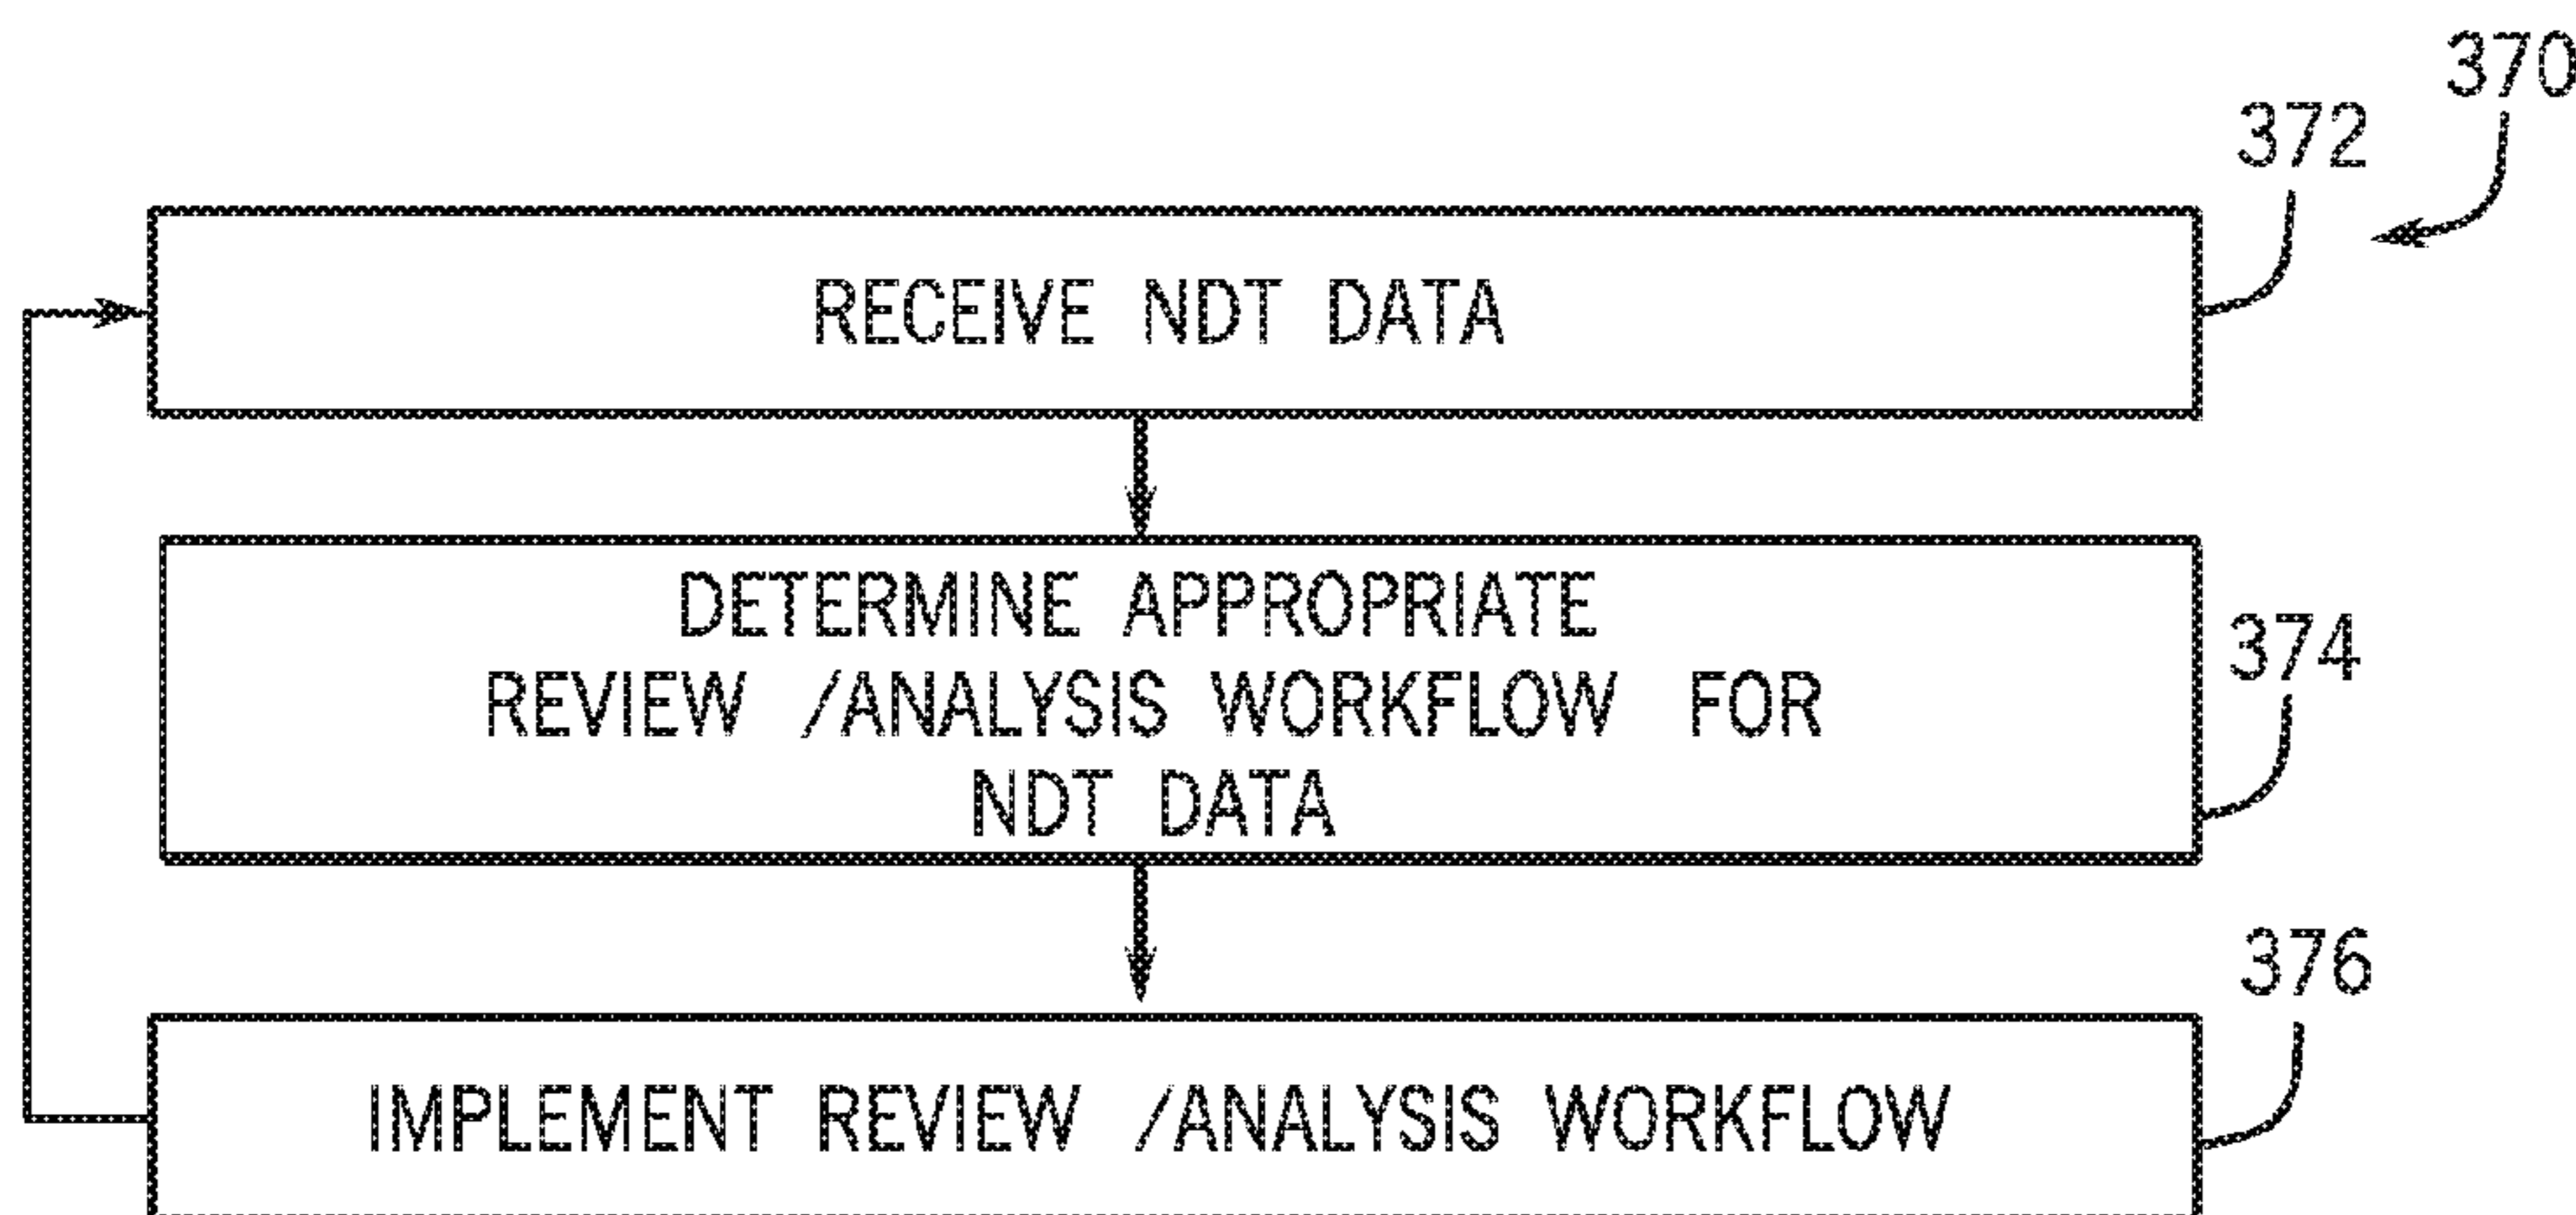 370
372
RECEIVE NDT DATA
DETERMINE APPROPRIATE
REVIEW /ANALYSIS WORKFLOW FOR
NDT DATA
374
376
IMPLEMENT REVIEW /ANALYSIS WORKFLOW